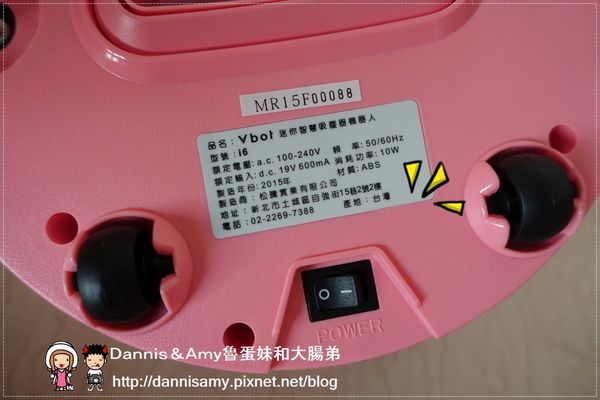 MR15F00088
品名：Vbot 迷你智慧吸塵器機器人
型號：i6
額定電壓：a.c. 100-240V 頻率：50/60Hz
額定輸入：d.c. 19V 600mA 消耗功率：10W
製造年份：2015年 材質：ABS
製造商：松騰實業有限公司
地址：新北市土城區自強街15巷2號2樓
電話：02-2269-7388 產地：台灣
POWER
Dannis&Amy魯蛋妹和大腸弟
http://dannisamy.pixnet.net/blog